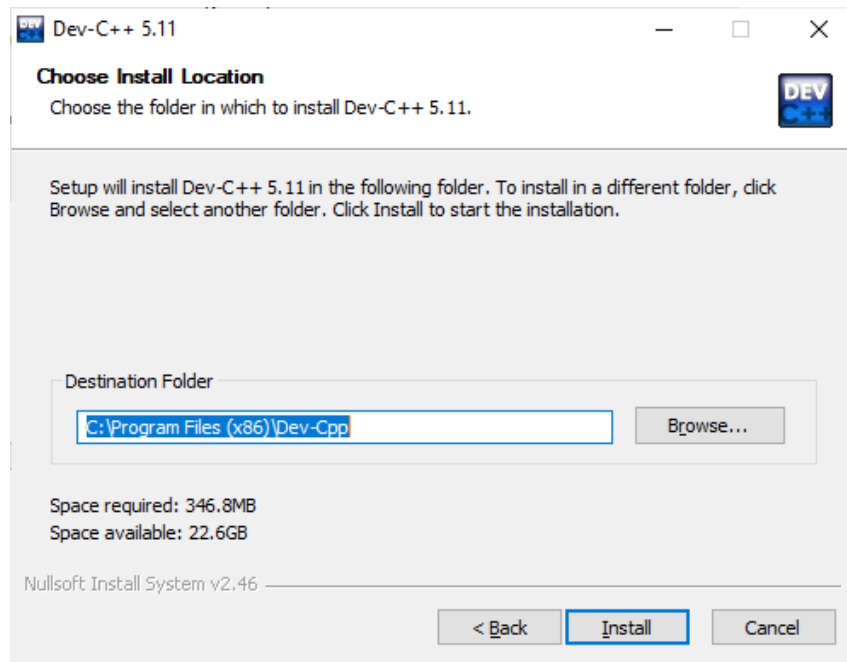 Dev-C++ 5.11
Choose Install Location
Choose the folder in which to install Dev-C++ 5.11.
DEV
C++
Setup will install Dev-C++ 5.11 in the following folder. To install in a different folder, click
Browse and select another folder. Click Install to start the installation.
Destination Folder
C:\Program Files (x86)\Dev-Cpp
Browse...
Space required: 346.8MB
Space available: 22.6GB
Nullsoft Install System v2.46
< Back
Install
Cancel